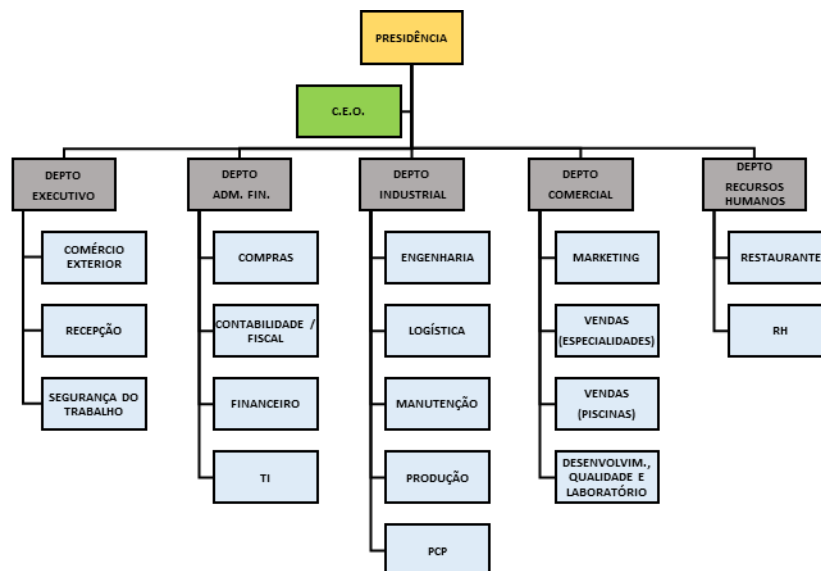 PRESIDÊNCIA
C.E.O.
DEPTO
EXECUTIVO
COMÉRCIO
EXTERIOR
RECEPÇÃO
SEGURANÇA DO
TRABALHO
DEPTO
ADM. FIN.
COMPRAS
CONTABILIDADE /
FISCAL
FINANCEIRO
TI
DEPTO
INDUSTRIAL
ENGENHARIA
LOGÍSTICA
MANUTENÇÃO
PRODUÇÃO
PCP
DEPTO
COMERCIAL
MARKETING
VENDAS
(ESPECIALIDADES)
VENDAS
(PISCINAS)
DESENVOLVIM.,
QUALIDADE E
LABORATÓRIO
DEPTO
RECURSOS
HUMANOS
RESTAURANTE
RH